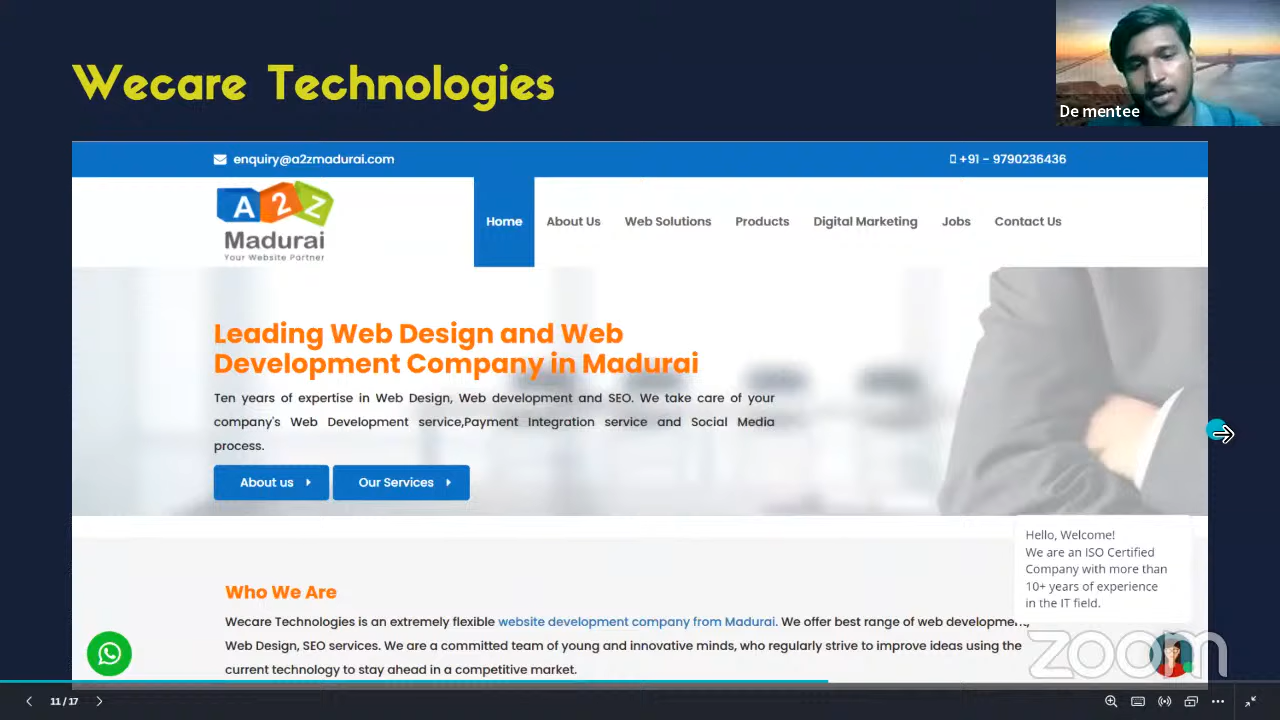 Wecare Technologies
De mentee
enquiry@a2zmadurai.com
+91 - 9790236436
A2Z
Madurai
Your Website Partner
Home
About Us
Web Solutions
Products
Digital Marketing
Jobs
Contact Us
Leading Web Design and Web
Development Company in Madurai
Ten years of expertise in Web Design, Web development and SEO. We take care of your
company's Web Development service,Payment Integration service and Social Media
process.
About us
Our Services
Hello, Welcome!
We are an ISO Certified
Company with more than
10+ years of experience
in the IT field.
Who We Are
Wecare Technologies is an extremely flexible website development company from Madurai. We offer best range of web development,
Web Design, SEO services. We are a committed team of young and innovative minds, who regularly strive to improve ideas using the
current technology to stay ahead in a competitive market.
zoom
11 / 17